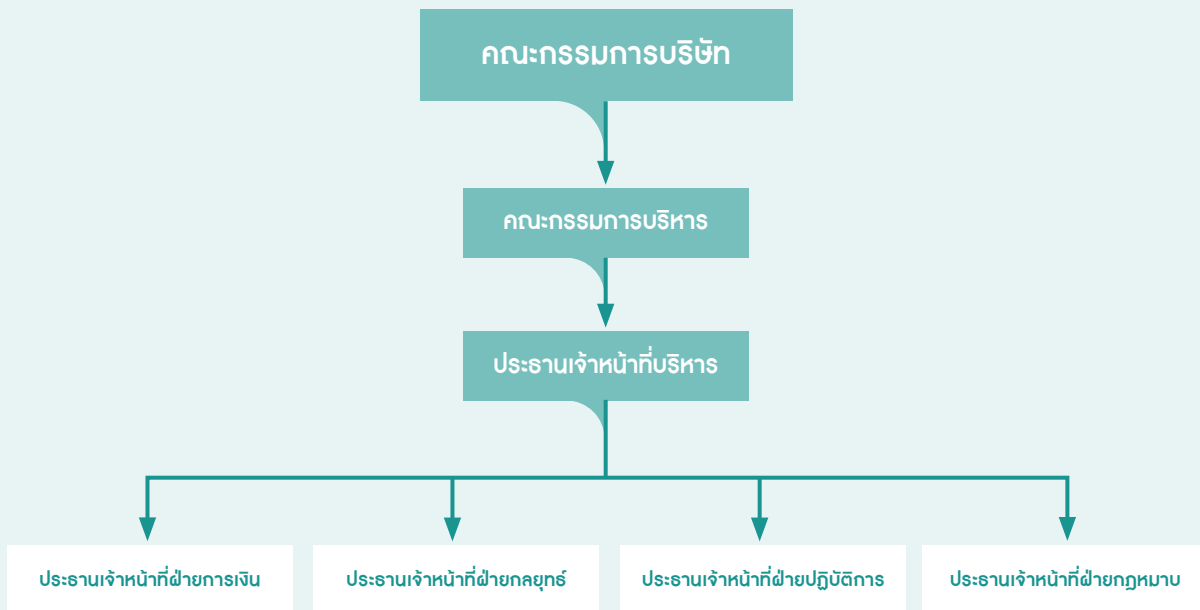 คณะกรรมการบริษัท
คณะกรรมการบริหาร
ประธานเจ้าหน้าที่บริหาร
ประธานเจ้าหน้าที่ฝ่ายการเงิน
ประธานเจ้าหน้าที่ฝ่ายกลยุทธ์
ประธานเจ้าหน้าที่ฝ่ายปฏิบัติการ
ประธานเจ้าหน้าที่ฝ่ายกฎหมาบ